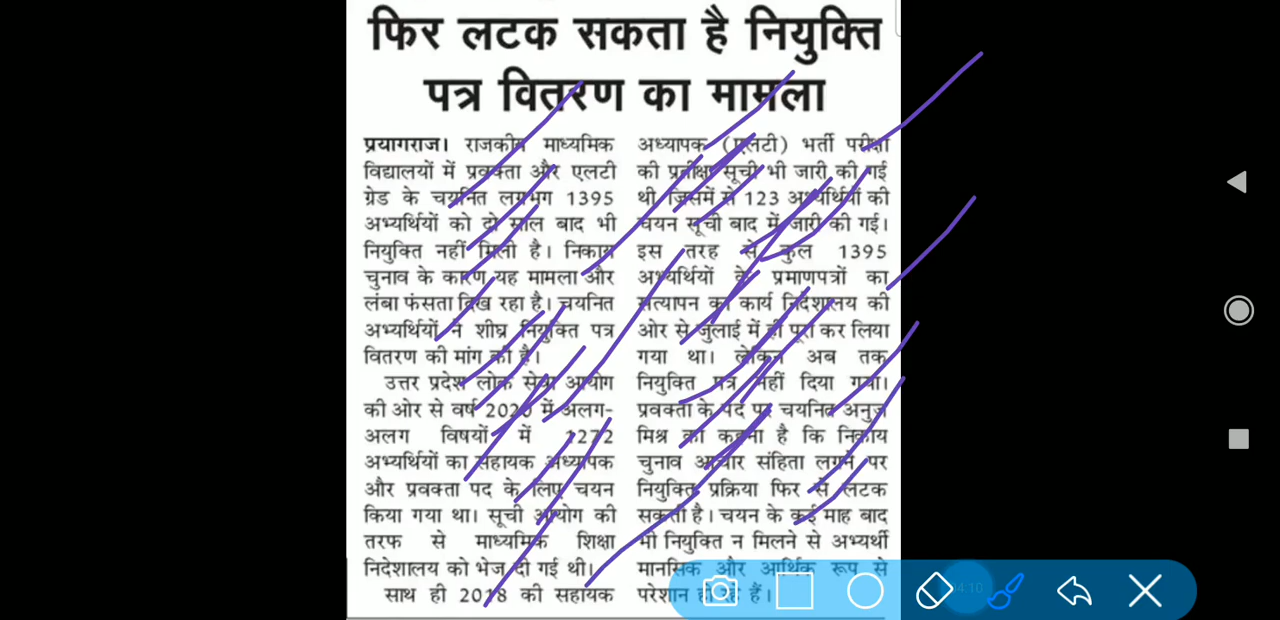 फिर लटक सकता है नियुक्ति
पत्र वितरण का मामला
प्रयागराज। राजकीय माध्यमिक
विद्यालयों में प्रवक्ता और एलटी
ग्रेड के चयनित लगभग 1395
अभ्यर्थियों को दो साल बाद भी
नियुक्ति नहीं मिली है। निकाय
चुनाव के कारण यह मामला और
लंबा फंसता दिख रहा है। चयनित
अभ्यर्थियों ने शीघ्र नियुक्ति पत्र
वितरण की मांग की है।
उत्तर प्रदेश लोक सेवा आयोग
की ओर से वर्ष 2020 में अलग-
अलग विषयों में 1272
अभ्यर्थियों का सहायक अध्यापक
और प्रवक्ता पद के लिए चयन
किया गया था। सूची आयोग की
तरफ से माध्यमिक शिक्षा
निदेशालय को भेज दी गई थी।
साथ ही 2018 की सहायक
अध्यापक (एलटी) भर्ती परीक्षा
की प्रतीक्षा सूची भी जारी की गई
थी, जिसमें से 123 अभ्यर्थियों की
चयन सूची बाद में जारी की गई।
इस तरह से कुल 1395
अभ्यर्थियों के प्रमाणपत्रों का
सत्यापन का कार्य निदेशालय की
ओर से जुलाई में ही पूरा कर लिया
गया था। लेकिन अब तक
नियुक्ति पत्र नहीं दिया गया।
प्रवक्ता के पद पर चयनित अनुज
मिश्र का कहना है कि निकाय
चुनाव आचार संहिता लगने पर
नियुक्ति प्रक्रिया फिर से लटक
सकती है। चयन के कई माह बाद
भी नियुक्ति न मिलने से अभ्यर्थी
मानसिक और आर्थिक रूप से
परेशान हो रहे हैं।
04:10